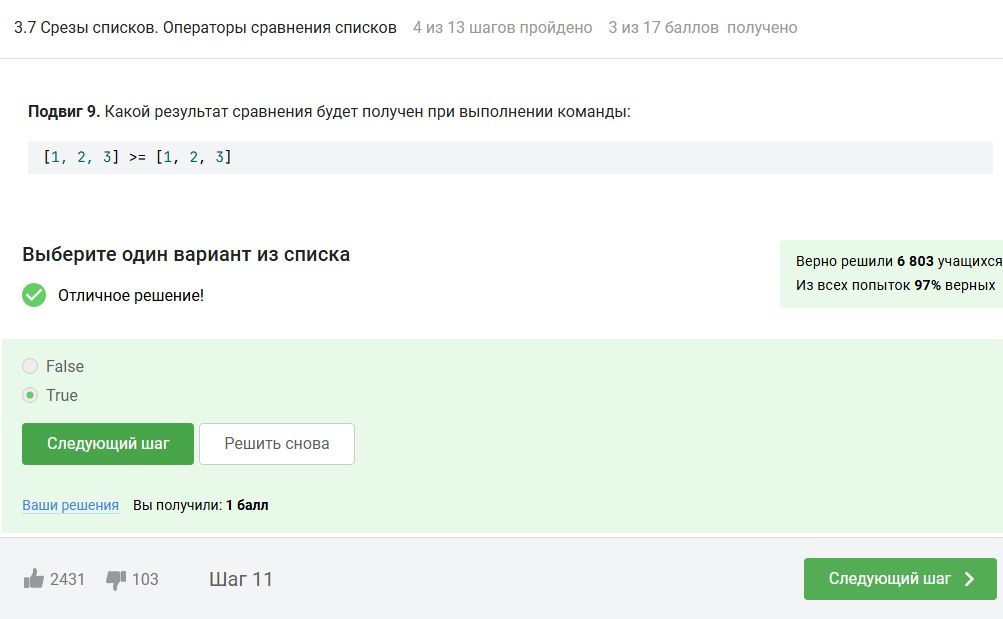 3.7 Срезы списков. Операторы сравнения списков 4 из 13 шагов пройдено 3 из 17 баллов получено
Подвиг 9. Какой результат сравнения будет получен при выполнении команды:
[1, 2, 3] >= [1, 2, 3]
Выберите один вариант из списка
Верно решили 6 803 учащихся
Из всех попыток 97% верных
Отличное решение!
False
True
Следующий шаг Решить снова
Ваши решения Вы получили: 1 балл
2431 103 Шаг 11 Следующий шаг